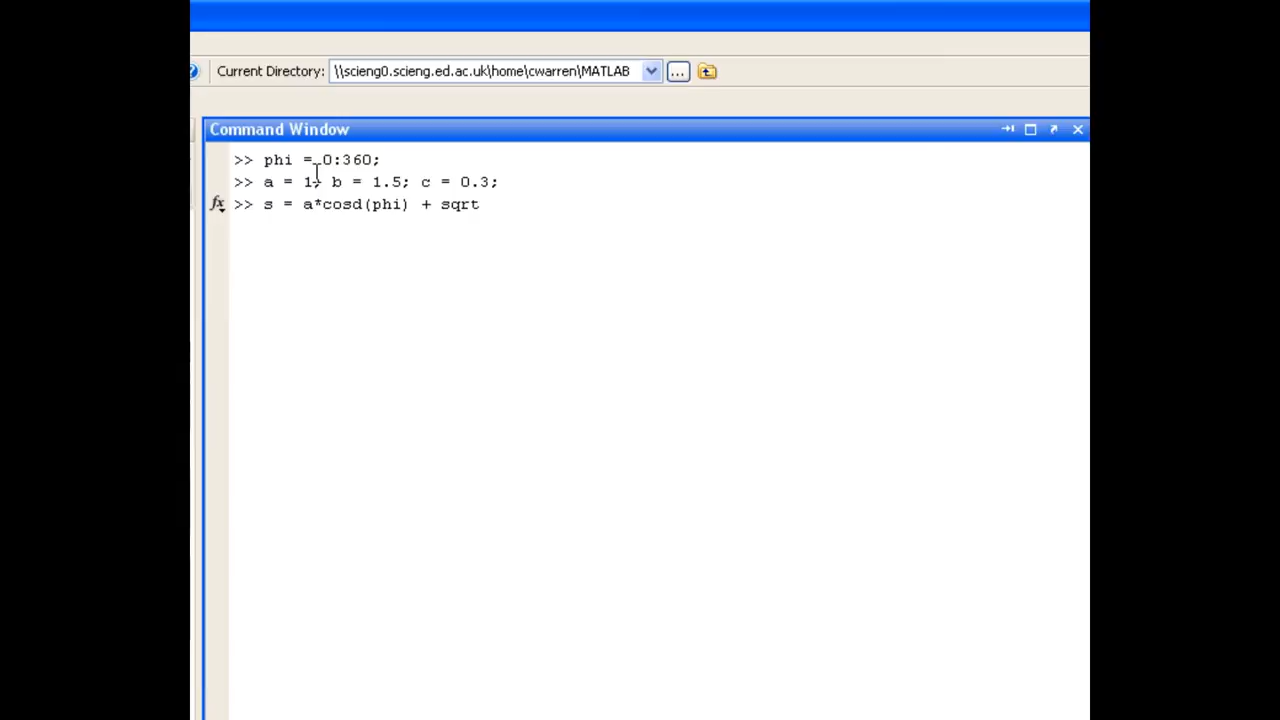 Current Directory: \\scieng0.scieng.ed.ac.uk\home\cwarren\MATLAB ...
Command Window
>> phi = 0:360;
>> a = 1; b = 1.5; c = 0.3;
fx >> s = a*cosd(phi) + sqrt